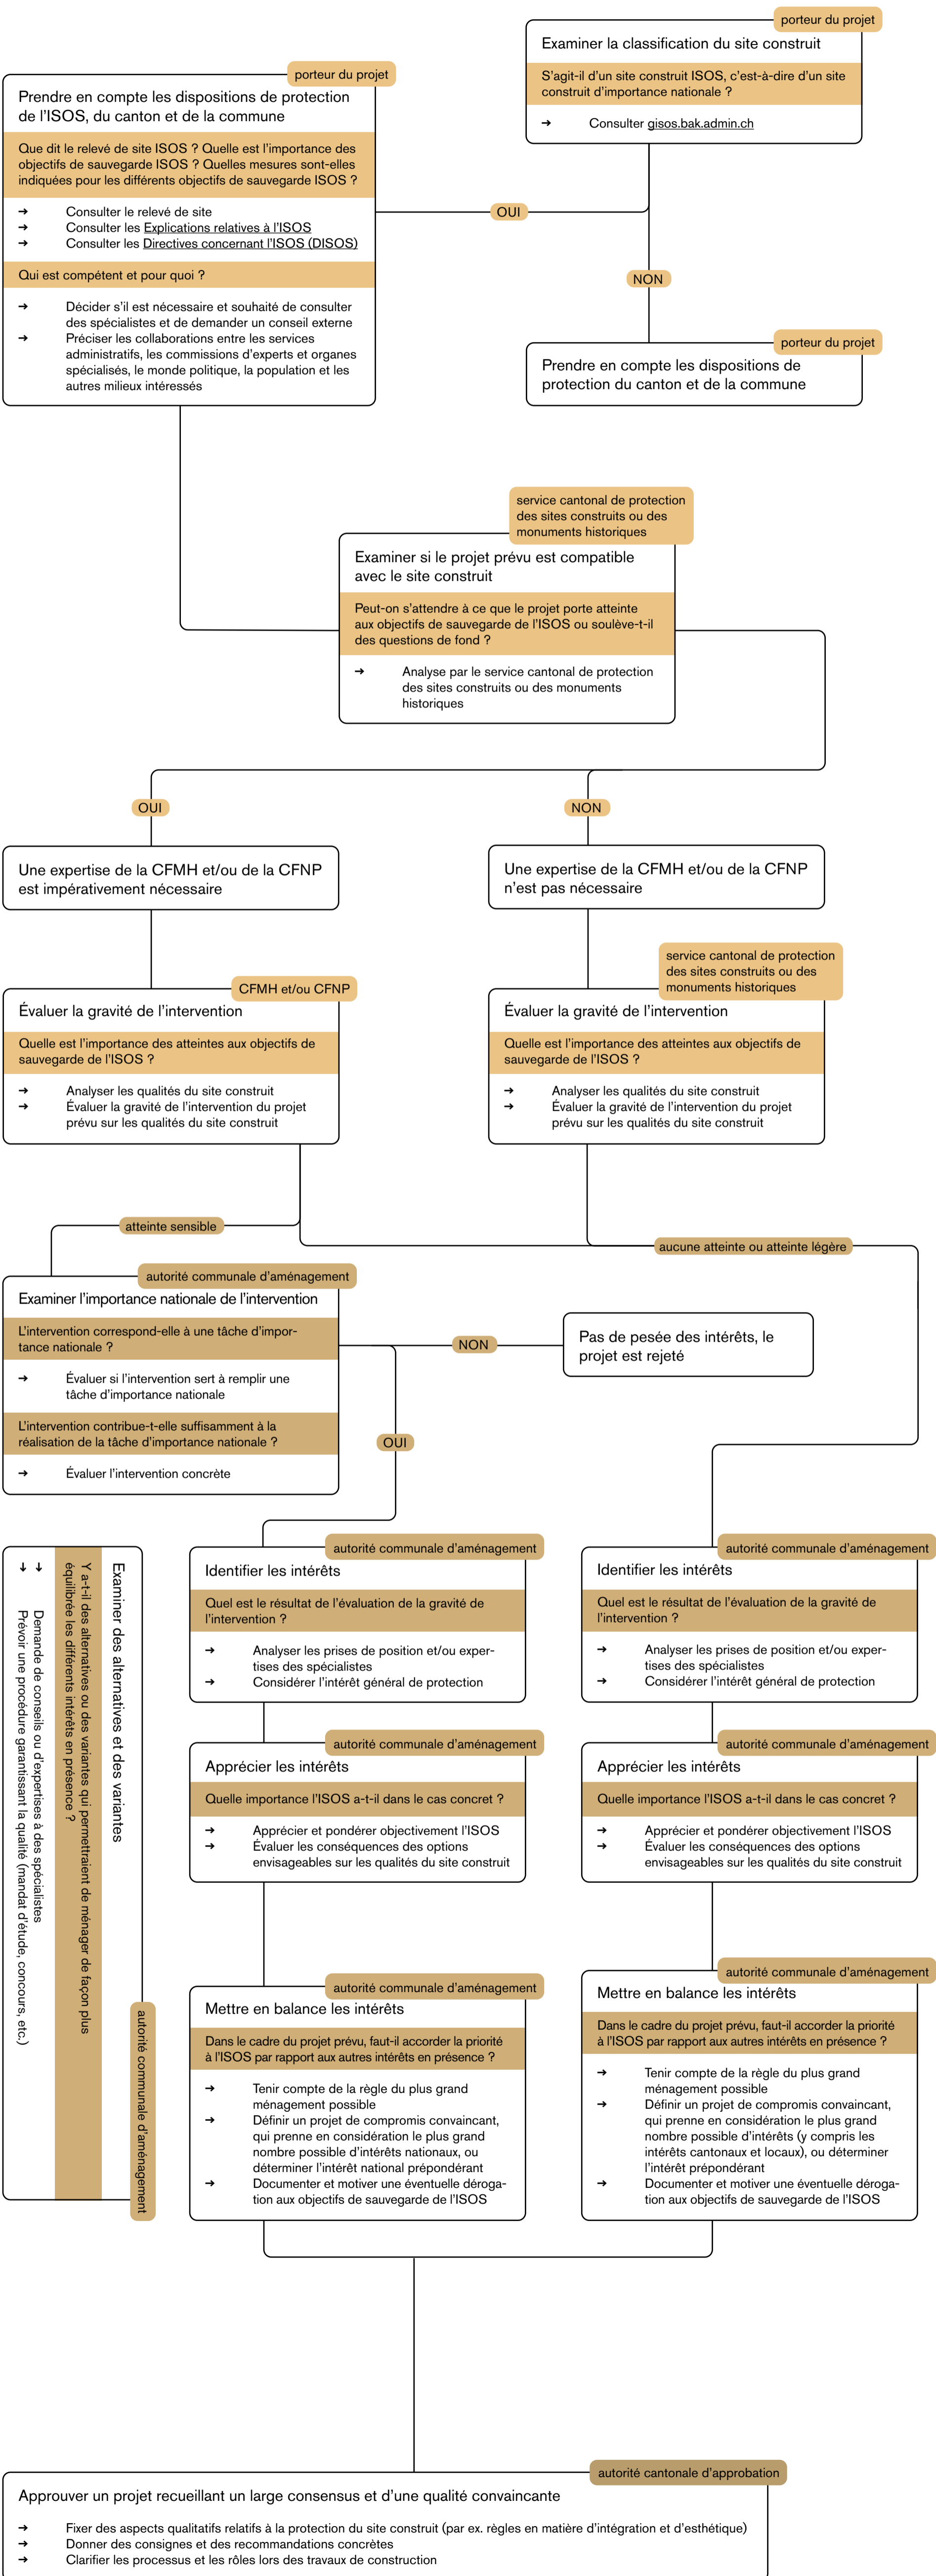 porteur du projet
Examiner la classification du site construit
S'agit-il d'un site construit ISOS, c'est-à-dire d'un site
construit d'importance nationale ?
➔ Consulter gisos.bak.admin.ch
porteur du projet
Prendre en compte les dispositions de protection
de l'ISOS, du canton et de la commune
Que dit le relevé de site ISOS ? Quelle est l'importance des
objectifs de sauvegarde ISOS ? Quelles mesures sont-elles
indiquées pour les différents objectifs de sauvegarde ISOS ?
➔ Consulter le relevé de site
➔ Consulter les Explications relatives à l'ISOS
➔ Consulter les Directives concernant l'ISOS (DISOS)
Qui est compétent et pour quoi ?
➔ Décider s'il est nécessaire et souhaité de consulter
des spécialistes et de demander un conseil externe
➔ Préciser les collaborations entre les services
administratifs, les commissions d'experts et organes
spécialisés, le monde politique, la population et les
autres milieux intéressés
OUI
NON
porteur du projet
Prendre en compte les dispositions de
protection du canton et de la commune
service cantonal de protection
des sites construits ou des
monuments historiques
Examiner si le projet prévu est compatible
avec le site construit
Peut-on s'attendre à ce que le projet porte atteinte
aux objectifs de sauvegarde de l'ISOS ou soulève-t-il
des questions de fond ?
➔ Analyse par le service cantonal de protection
des sites construits ou des monuments
historiques
OUI
NON
Une expertise de la CFMH et/ou de la CFNP
est impérativement nécessaire
Une expertise de la CFMH et/ou de la CFNP
n'est pas nécessaire
CFMH et/ou CFNP
Évaluer la gravité de l'intervention
Quelle est l'importance des atteintes aux objectifs de
sauvegarde de l'ISOS ?
➔ Analyser les qualités du site construit
➔ Évaluer la gravité de l'intervention du projet
prévu sur les qualités du site construit
service cantonal de protection
des sites construits ou des
monuments historiques
Évaluer la gravité de l'intervention
Quelle est l'importance des atteintes aux objectifs de
sauvegarde de l'ISOS ?
➔ Analyser les qualités du site construit
➔ Évaluer la gravité de l'intervention du projet
prévu sur les qualités du site construit
atteinte sensible
aucune atteinte ou atteinte légère
autorité communale d'aménagement
Examiner l'importance nationale de l'intervention
L'intervention correspond-elle à une tâche d'impor-
tance nationale ?
➔ Évaluer si l'intervention sert à remplir une
tâche d'importance nationale
L'intervention contribue-t-elle suffisamment à la
réalisation de la tâche d'importance nationale ?
➔ Évaluer l'intervention concrète
NON
Pas de pesée des intérêts, le
projet est rejeté
OUI
autorité communale d'aménagement
Examiner des alternatives et des variantes
Y a-t-il des alternatives ou des variantes qui permettraient de ménager de façon plus
équilibrée les différents intérêts en présence ?
➔ Demande de conseils ou d'expertises à des spécialistes
➔ Prévoir une procédure garantissant la qualité (mandat d'étude, concours, etc.)
autorité communale d'aménagement
Identifier les intérêts
Quel est le résultat de l'évaluation de la gravité de
l'intervention ?
➔ Analyser les prises de position et/ou exper-
tises des spécialistes
➔ Considérer l'intérêt général de protection
autorité communale d'aménagement
Apprécier les intérêts
Quelle importance l'ISOS a-t-il dans le cas concret ?
➔ Apprécier et pondérer objectivement l'ISOS
➔ Évaluer les conséquences des options
envisageables sur les qualités du site construit
autorité communale d'aménagement
Mettre en balance les intérêts
Dans le cadre du projet prévu, faut-il accorder la priorité
à l'ISOS par rapport aux autres intérêts en présence ?
➔ Tenir compte de la règle du plus grand
ménagement possible
➔ Définir un projet de compromis convaincant,
qui prenne en considération le plus grand
nombre possible d'intérêts nationaux, ou
déterminer l'intérêt national prépondérant
➔ Documenter et motiver une éventuelle déroga-
tion aux objectifs de sauvegarde de l'ISOS
autorité communale d'aménagement
Identifier les intérêts
Quel est le résultat de l'évaluation de la gravité de
l'intervention ?
➔ Analyser les prises de position et/ou exper-
tises des spécialistes
➔ Considérer l'intérêt général de protection
autorité communale d'aménagement
Apprécier les intérêts
Quelle importance l'ISOS a-t-il dans le cas concret ?
➔ Apprécier et pondérer objectivement l'ISOS
➔ Évaluer les conséquences des options
envisageables sur les qualités du site construit
autorité communale d'aménagement
Mettre en balance les intérêts
Dans le cadre du projet prévu, faut-il accorder la priorité
à l'ISOS par rapport aux autres intérêts en présence ?
➔ Tenir compte de la règle du plus grand
ménagement possible
➔ Définir un projet de compromis convaincant,
qui prenne en considération le plus grand
nombre possible d'intérêts (y compris les
intérêts cantonaux et locaux), ou déterminer
l'intérêt prépondérant
➔ Documenter et motiver une éventuelle déroga-
tion aux objectifs de sauvegarde de l'ISOS
autorité cantonale d'approbation
Approuver un projet recueillant un large consensus et d'une qualité convaincante
➔ Fixer des aspects qualitatifs relatifs à la protection du site construit (par ex. règles en matière d'intégration et d'esthétique)
➔ Donner des consignes et des recommandations concrètes
➔ Clarifier les processus et les rôles lors des travaux de construction